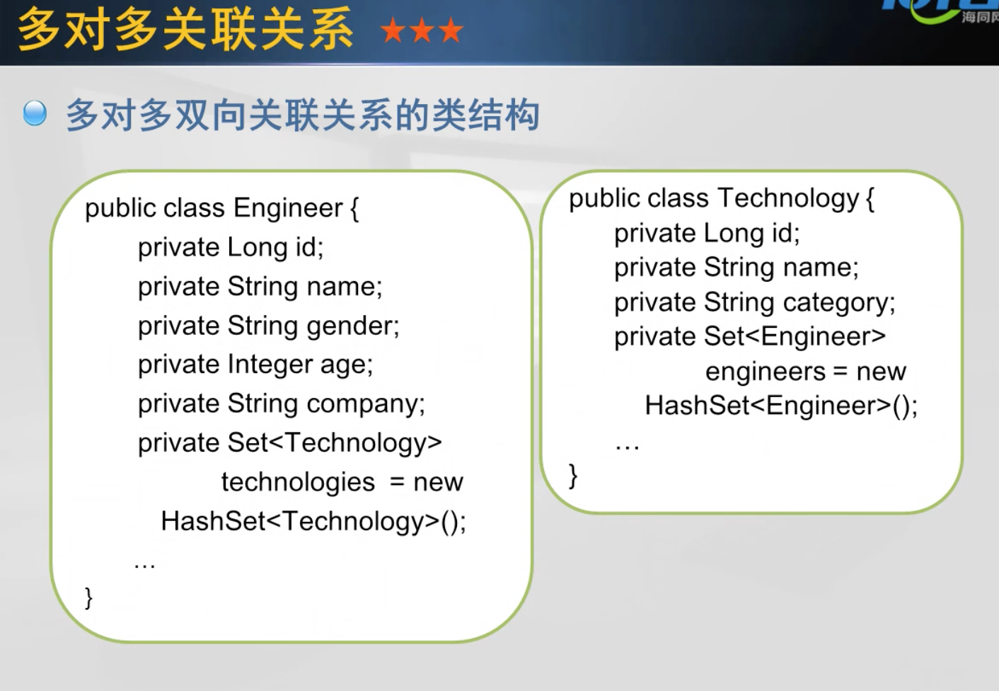 多对多关联关系 ★★★
海同网
多对多双向关联关系的类结构
public class Engineer {
private Long id;
private String name;
private String gender;
private Integer age;
private String company;
private Set<Technology>
technologies = new
HashSet<Technology>();
…
}
public class Technology {
private Long id;
private String name;
private String category;
private Set<Engineer>
engineers = new
HashSet<Engineer>();
…
}